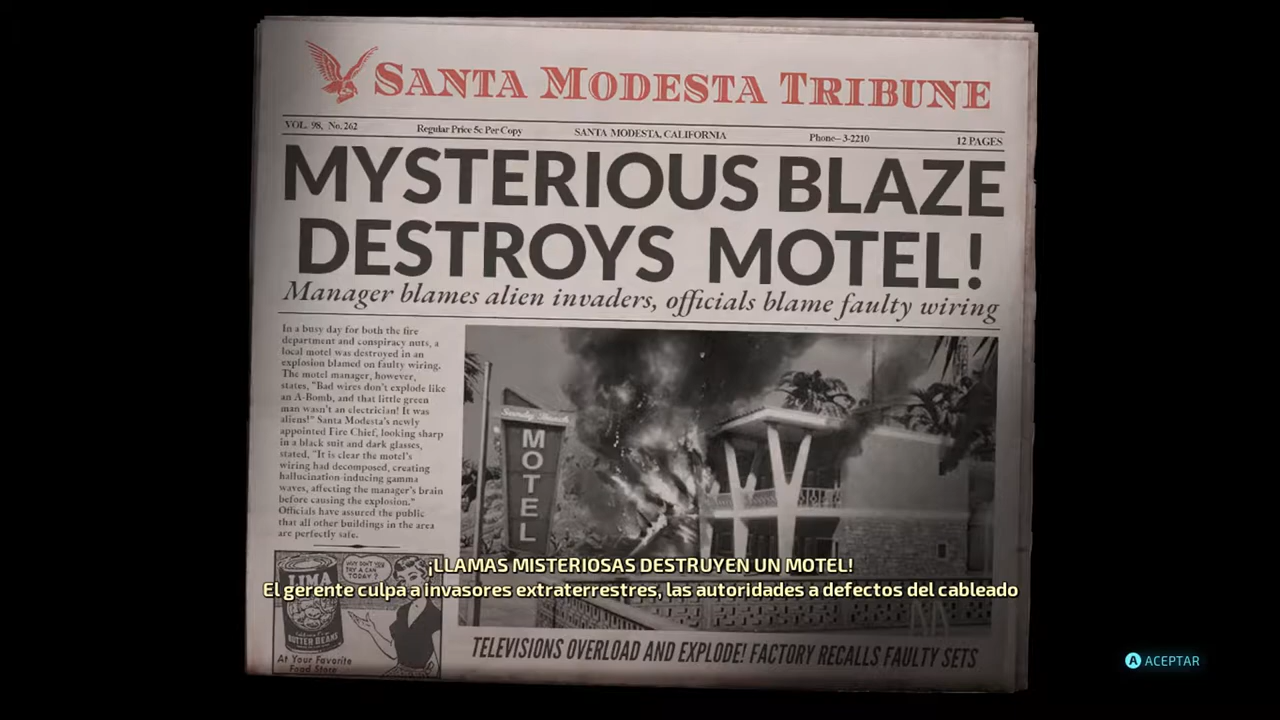 SANTA MODESTA TRIBUNE
VOL. 98, No. 262 Regular Price 5c Per Copy SANTA MODESTA, CALIFORNIA Phone–3-2210 12 PAGES
MYSTERIOUS BLAZE
DESTROYS MOTEL!
Manager blames alien invaders, officials blame faulty wiring
In a busy day for both the fire
department and conspiracy nuts, a
local motel was destroyed in an
explosion blamed on faulty wiring.
The motel manager, however,
states, "Bad wires don't explode like
an A-Bomb, and that little green
man wasn't an electrician! It was
aliens!" Santa Modesta's newly
appointed Fire Chief, looking sharp
in a black suit and dark glasses,
stated, "It is clear the motel's
wiring had decomposed, creating
hallucination-inducing gamma
waves, affecting the manager's brain
before causing the explosion."
Officials have assured the public
that all other buildings in the area
are perfectly safe.
MOTEL
WHY DON'T YOU
TRY A CAN
TODAY?
LIMA
BUTTER BEANS
At Your Favorite
Food Store
¡LLAMAS MISTERIOSAS DESTRUYEN UN MOTEL!
El gerente culpa a invasores extraterrestres, las autoridades a defectos del cableado
TELEVISIONS OVERLOAD AND EXPLODE! FACTORY RECALLS FAULTY SETS
A ACEPTAR